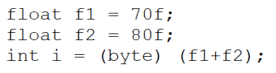 float f1 = 70f;
float f2 = 80f;
int i = (byte) (f1+f2);